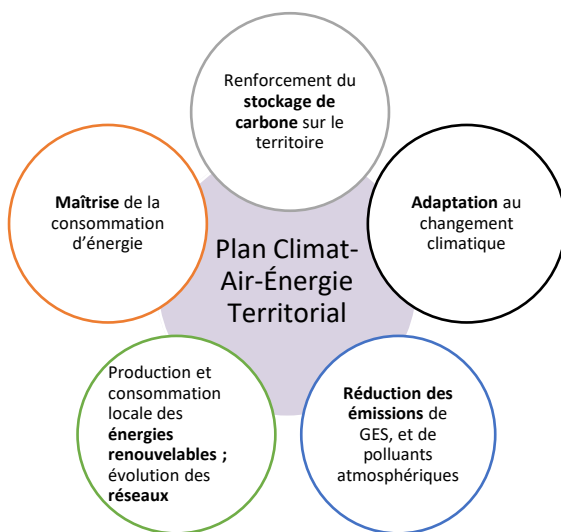 Renforcement du
stockage de
carbone sur le
territoire
Maîtrise de la
consommation
d'énergie
Adaptation au
changement
climatique
Plan Climat-
Air-Énergie
Territorial
Production et
consommation
locale des
énergies
renouvelables ;
évolution des
réseaux
Réduction des
émissions de
GES, et de
polluants
atmosphériques